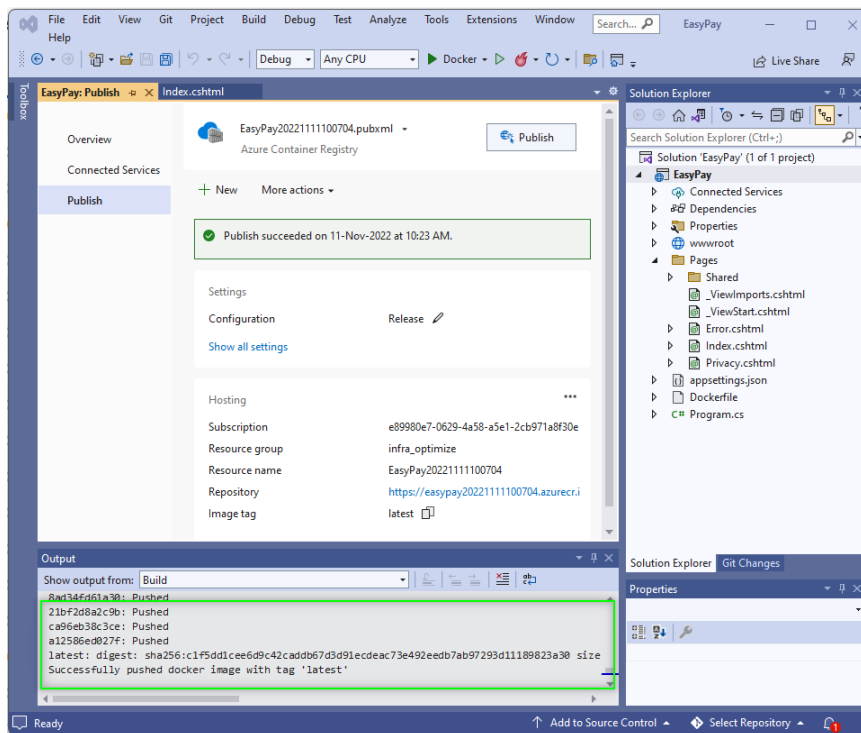 File Edit View Git Project Build Debug Test Analyze Tools Extensions Window Search... EasyPay
Help
Debug Any CPU Docker Live Share
Toolbox
EasyPay: Publish Index.cshtml
Overview
Connected Services
Publish
EasyPay20221111100704.pubxml
Azure Container Registry
Publish
New More actions
Publish succeeded on 11-Nov-2022 at 10:23 AM.
Settings
Configuration Release
Show all settings
Hosting
Subscription e89980e7-0629-4a58-a5e1-2cb971a8f30e
Resource group infra_optimize
Resource name EasyPay20221111100704
Repository https://easypay20221111100704.azurecr.i
Image tag latest
Solution Explorer
Search Solution Explorer (Ctrl+;)
Solution 'EasyPay' (1 of 1 project)
EasyPay
Connected Services
Dependencies
Properties
wwwroot
Pages
Shared
_ViewImports.cshtml
_ViewStart.cshtml
Error.cshtml
Index.cshtml
Privacy.cshtml
appsettings.json
Dockerfile
C# Program.cs
Solution Explorer Git Changes
Properties
Output
Show output from: Build
8ad34fd61a30: Pushed
21bf2d8a2c9b: Pushed
ca96eb38c3ce: Pushed
a12586ed027f: Pushed
latest: digest: sha256:c1f5dd1cee6d9c42caddb67d3d91ecdeac73e492eedb7ab97293d11189823a30 size
Successfully pushed docker image with tag 'latest'
Ready Add to Source Control Select Repository 1